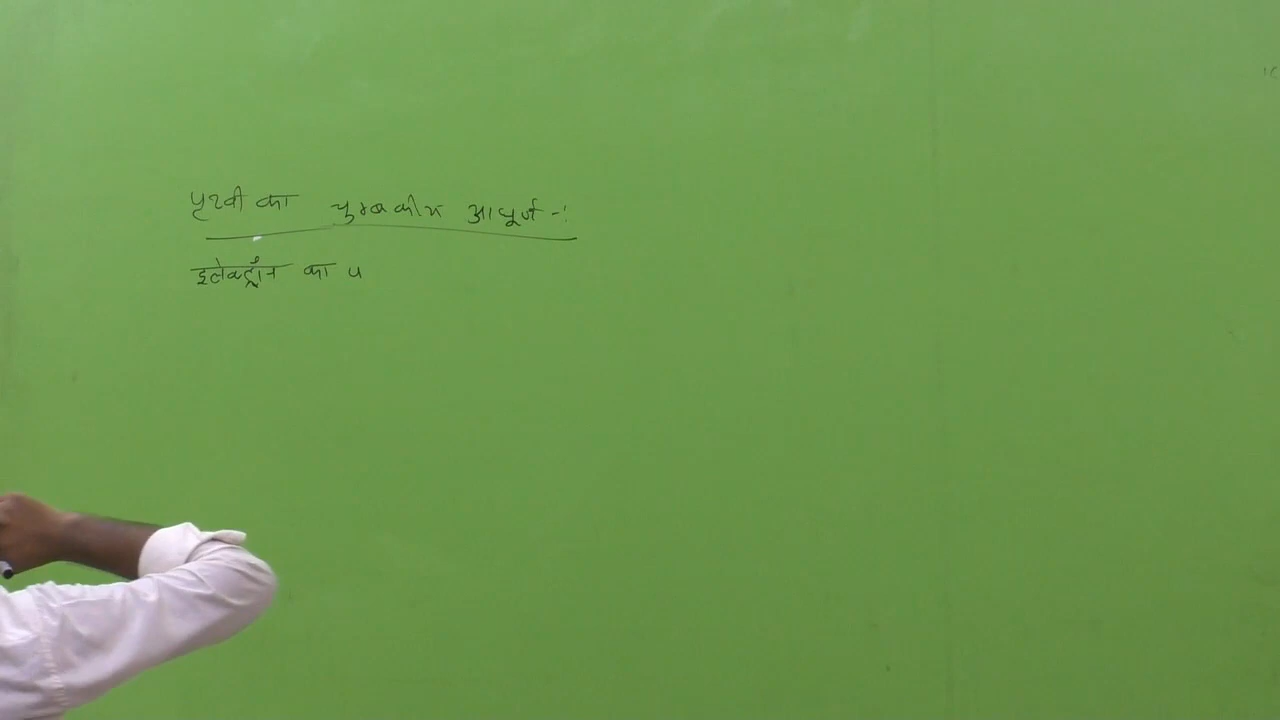 पृथ्वी का चुम्बकीय आघूर्ण -:
इलेक्ट्रॉन का प